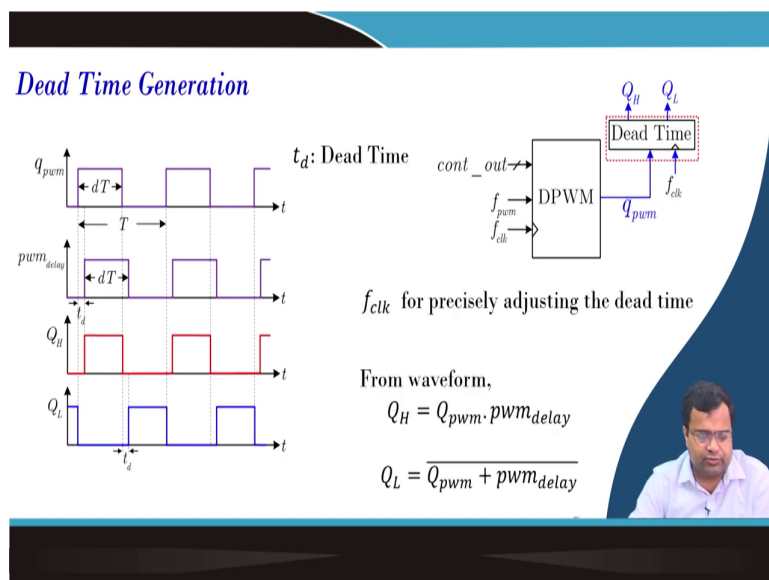 Dead Time Generation
q_pwm
dT
t
T
pwm_delay
dT
t_d
t
Q_H
t
Q_L
t_d
t
t_d: Dead Time
Q_H Q_L
Dead Time
cont_out
f_pwm
f_clk
DPWM
q_pwm
f_clk
f_clk for precisely adjusting the dead time
From waveform,
Q_H = Q_pwm. pwm_delay
Q_L = \overline{Q_pwm + pwm_delay}